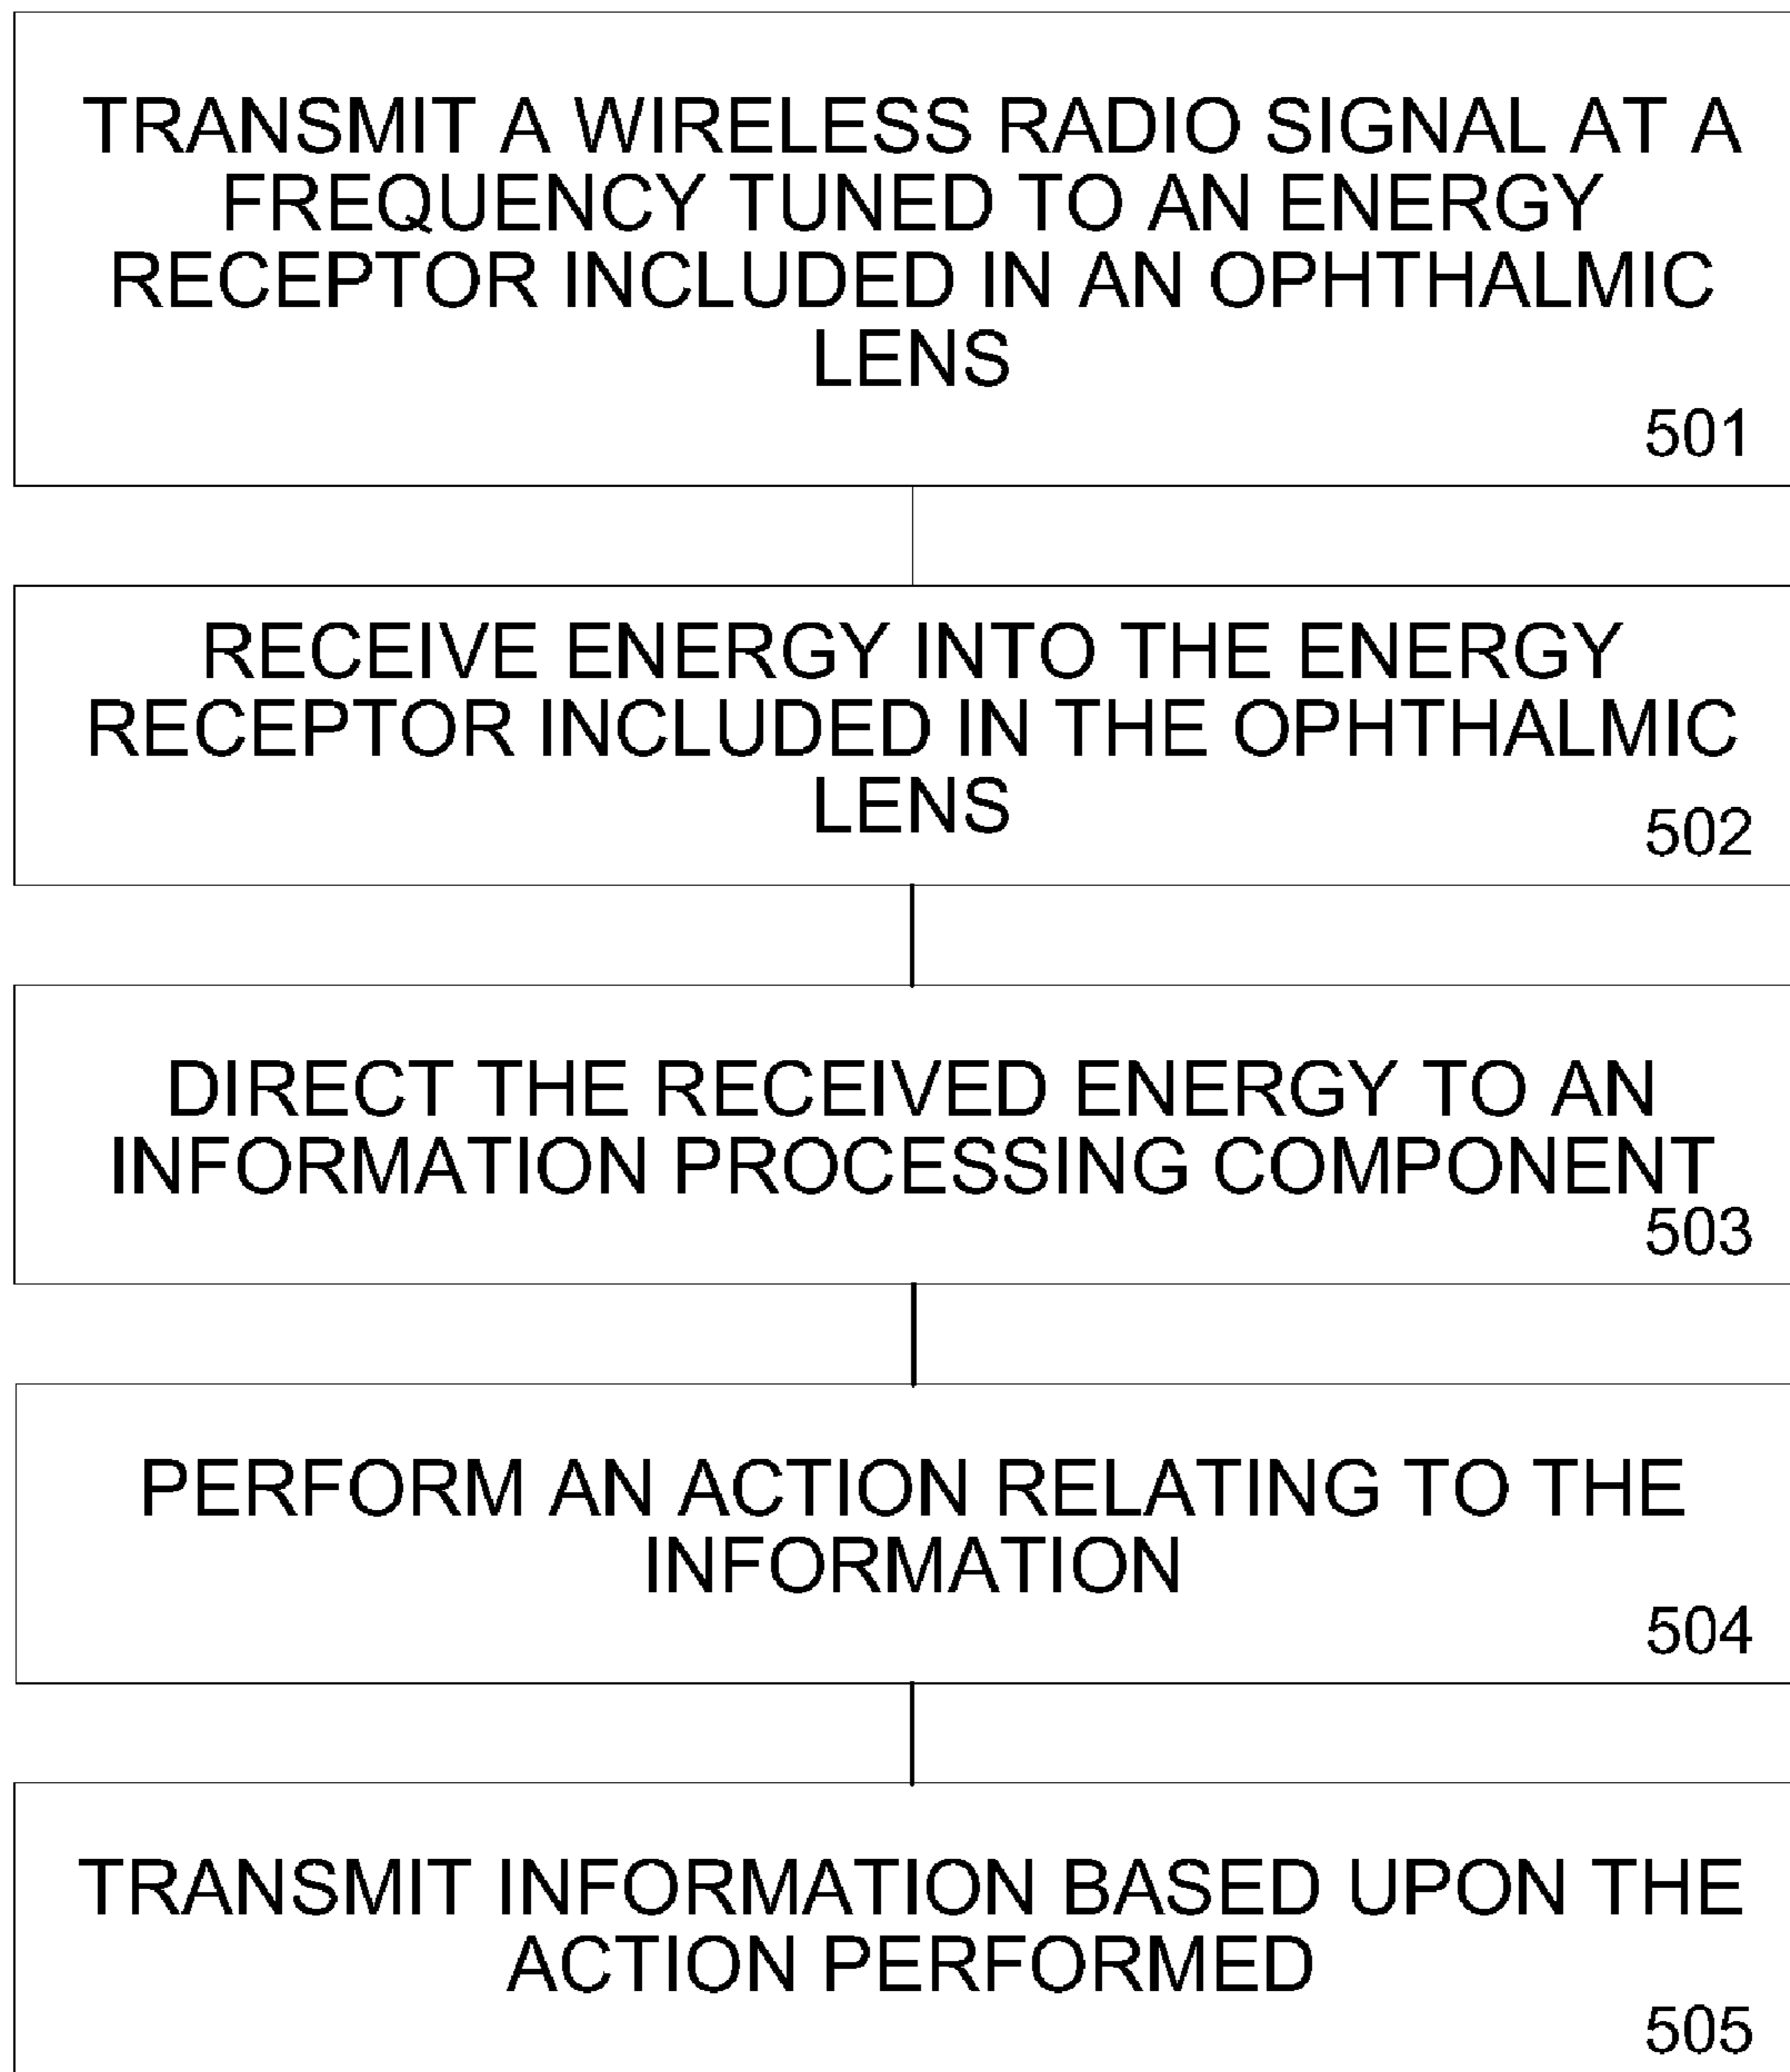 TRANSMIT A WIRELESS RADIO SIGNAL AT A
FREQUENCY TUNED TO AN ENERGY
RECEPTOR INCLUDED IN AN OPHTHALMIC
LENS
501
RECEIVE ENERGY INTO THE ENERGY
RECEPTOR INCLUDED IN THE OPHTHALMIC
LENS
502
DIRECT THE RECEIVED ENERGY TO AN
INFORMATION PROCESSING COMPONENT
503
PERFORM AN ACTION RELATING TO THE
INFORMATION
504
TRANSMIT INFORMATION BASED UPON THE
ACTION PERFORMED
505